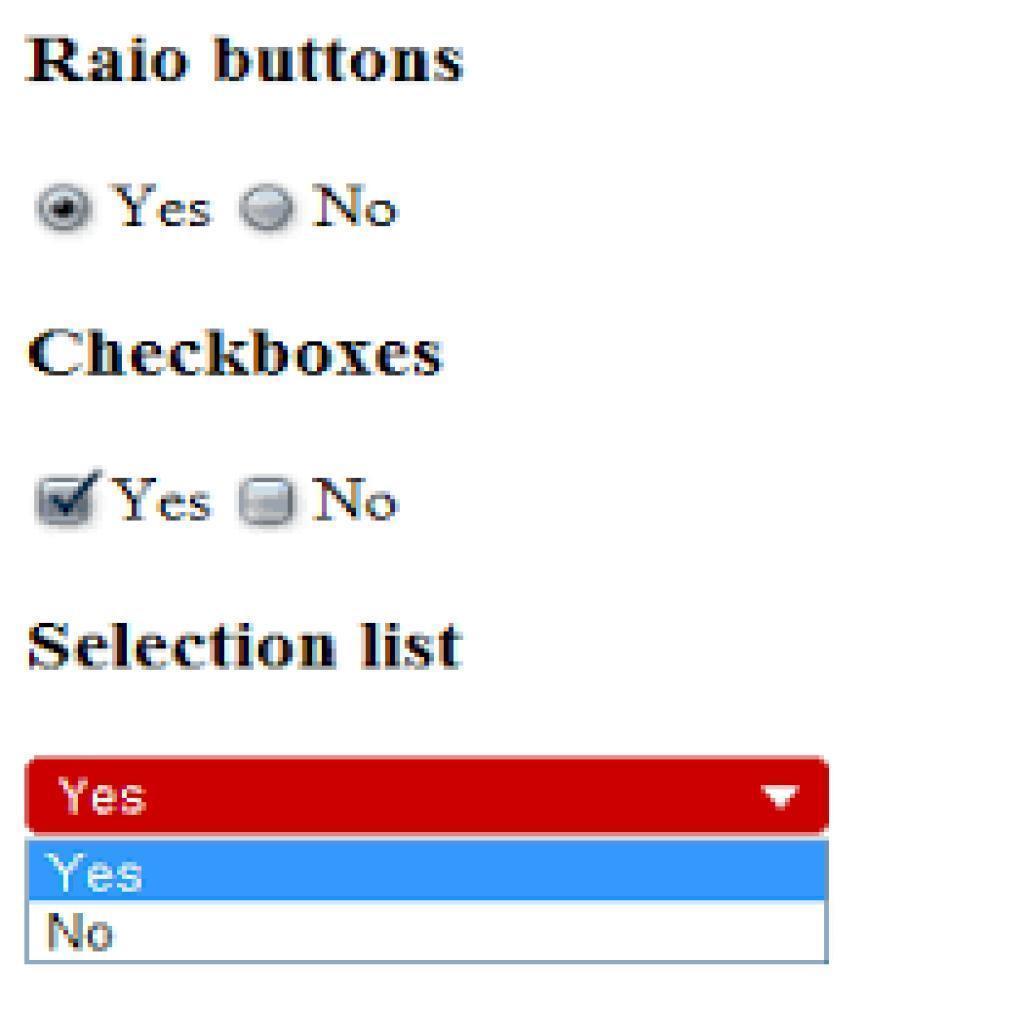 Raio buttons
Yes No
Checkboxes
Yes No
Selection list
Yes
Yes
No